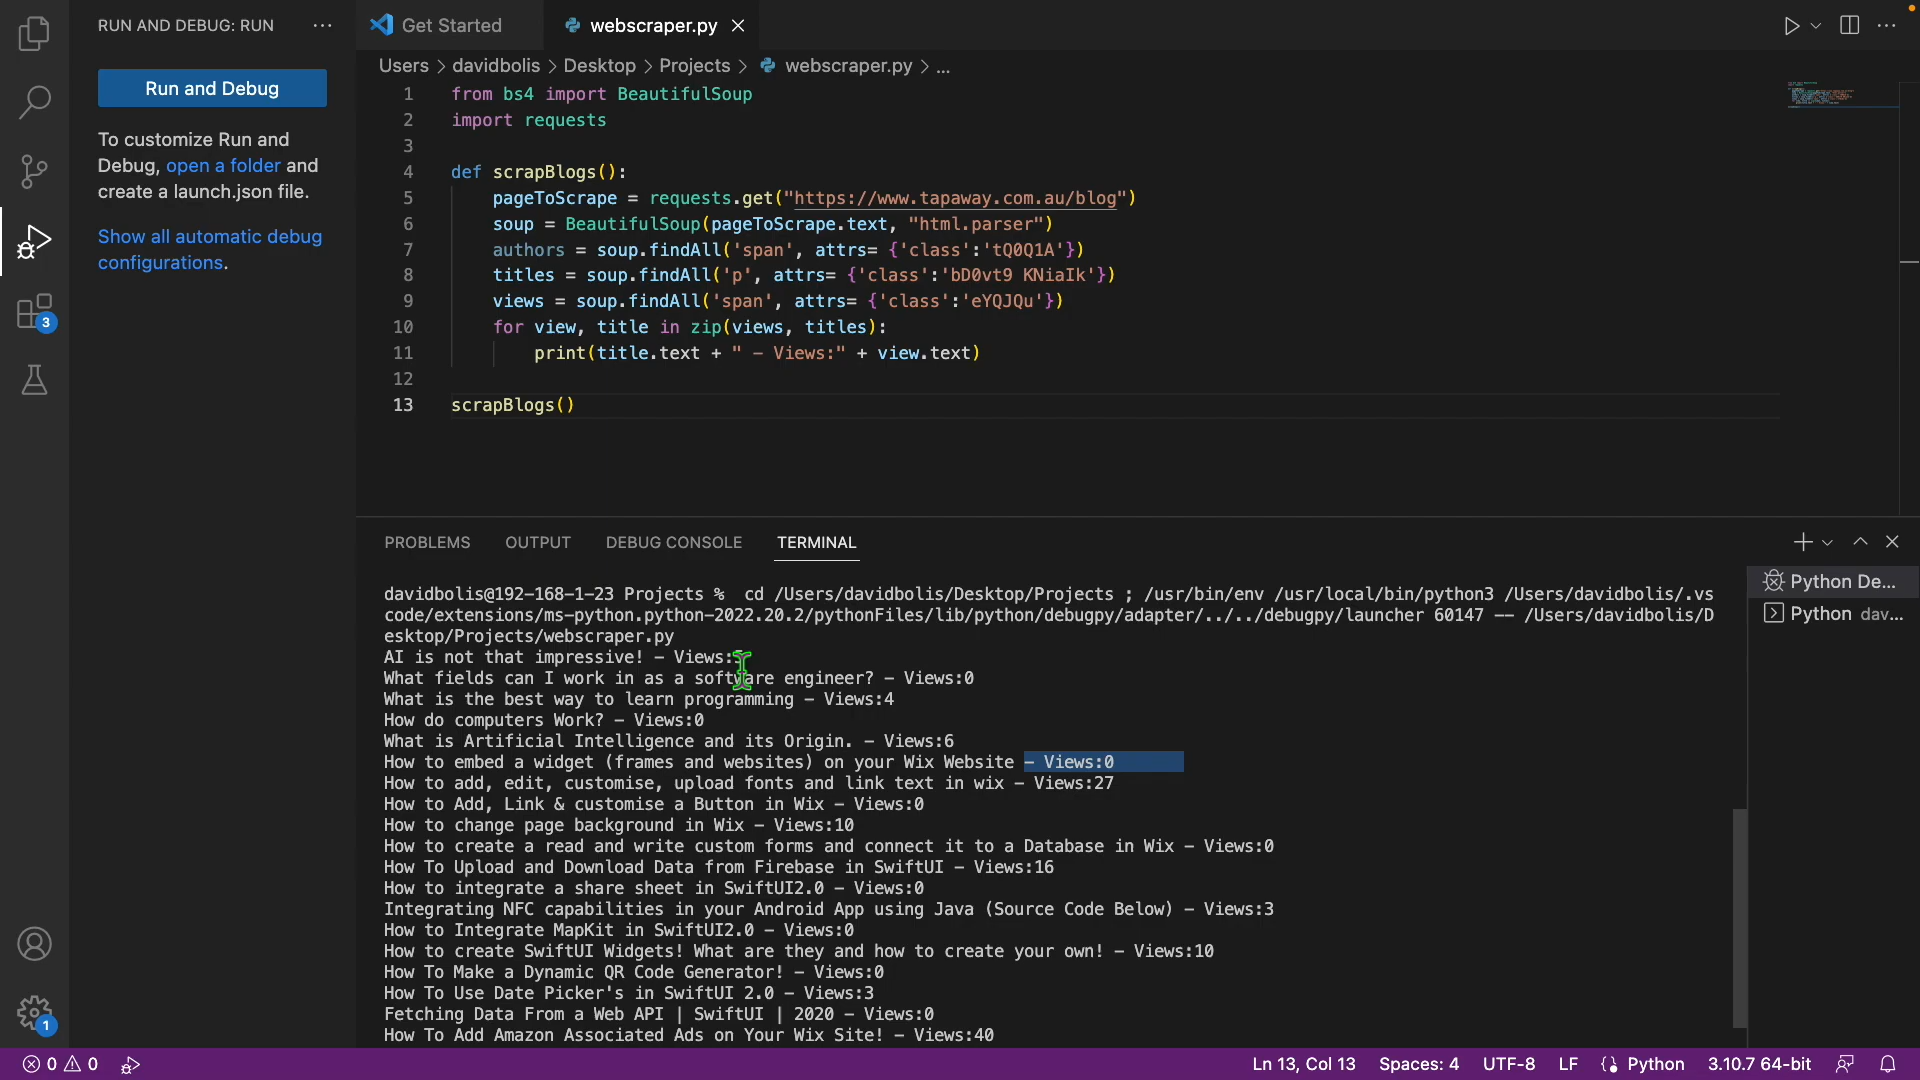 RUN AND DEBUG: RUN
Run and Debug
To customize Run and
Debug, open a folder and
create a launch.json file.
Show all automatic debug
configurations.
3
1
Get Started
webscraper.py
Users > davidbolis > Desktop > Projects > webscraper.py > ...
1 from bs4 import BeautifulSoup
2 import requests
3
4 def scrapBlogs():
5 pageToScrape = requests.get("https://www.tapaway.com.au/blog")
6 soup = BeautifulSoup(pageToScrape.text, "html.parser")
7 authors = soup.findAll('span', attrs= {'class':'tQ0Q1A'})
8 titles = soup.findAll('p', attrs= {'class':'bD0vt9 KNiaIk'})
9 views = soup.findAll('span', attrs= {'class':'eYQJQu'})
10 for view, title in zip(views, titles):
11 print(title.text + " - Views:" + view.text)
12
13 scrapBlogs()
PROBLEMS OUTPUT DEBUG CONSOLE TERMINAL
davidbolis@192-168-1-23 Projects % cd /Users/davidbolis/Desktop/Projects ; /usr/bin/env /usr/local/bin/python3 /Users/davidbolis/.vs
code/extensions/ms-python.python-2022.20.2/pythonFiles/lib/python/debugpy/adapter/../../debugpy/launcher 60147 -- /Users/davidbolis/D
esktop/Projects/webscraper.py
AI is not that impressive! - Views:
What fields can I work in as a software engineer? - Views:0
What is the best way to learn programming - Views:4
How do computers Work? - Views:0
What is Artificial Intelligence and its Origin. - Views:6
How to embed a widget (frames and websites) on your Wix Website - Views:0
How to add, edit, customise, upload fonts and link text in wix - Views:27
How to Add, Link & customise a Button in Wix - Views:0
How to change page background in Wix - Views:10
How to create a read and write custom forms and connect it to a Database in Wix - Views:0
How To Upload and Download Data from Firebase in SwiftUI - Views:16
How to integrate a share sheet in SwiftUI2.0 - Views:0
Integrating NFC capabilities in your Android App using Java (Source Code Below) - Views:3
How to Integrate MapKit in SwiftUI2.0 - Views:0
How to create SwiftUI Widgets! What are they and how to create your own! - Views:10
How To Make a Dynamic QR Code Generator! - Views:0
How To Use Date Picker's in SwiftUI 2.0 - Views:3
Fetching Data From a Web API | SwiftUI | 2020 - Views:0
How To Add Amazon Associated Ads on Your Wix Site! - Views:40
Python De...
Python dav...
0 0
Ln 13, Col 13 Spaces: 4 UTF-8 LF Python 3.10.7 64-bit